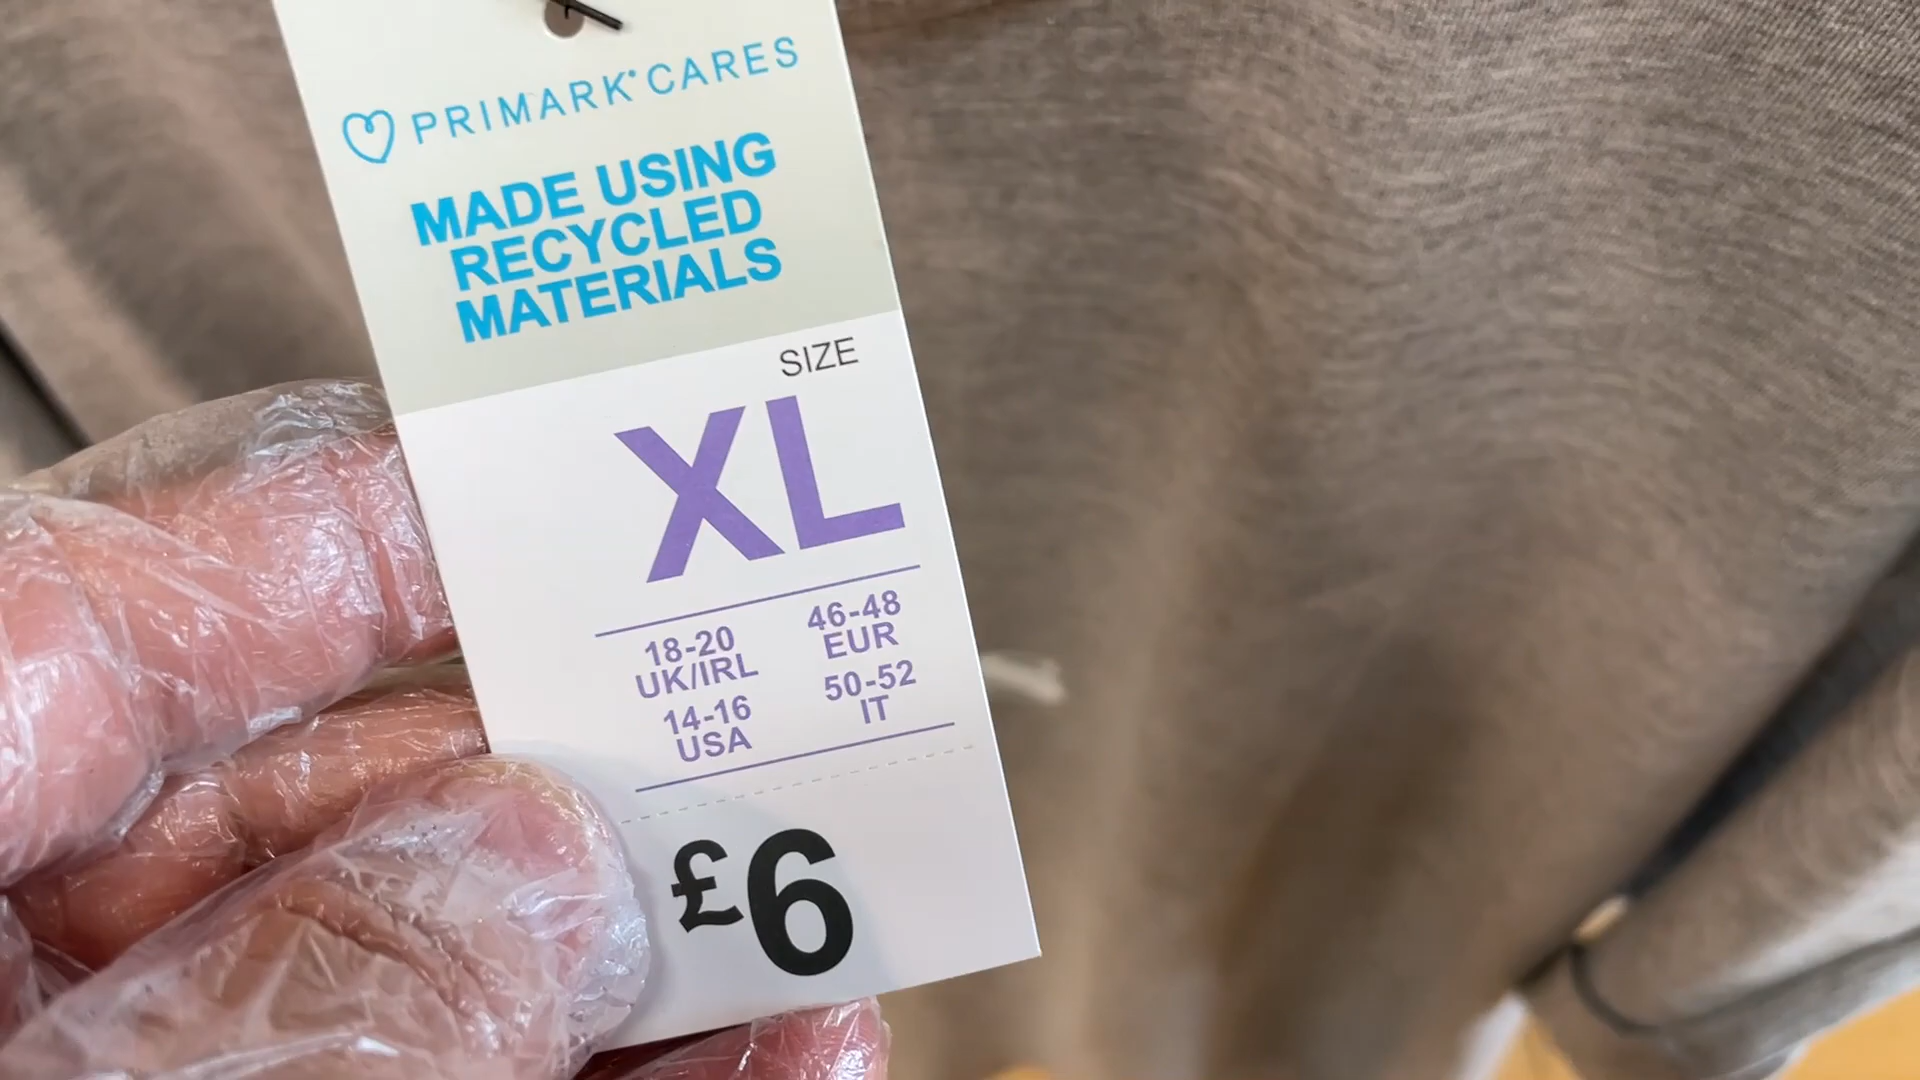 PRIMARK® CARES
MADE USING
RECYCLED
MATERIALS
SIZE
XL
18-20
UK/IRL
46-48
EUR
14-16
USA
50-52
IT
£6